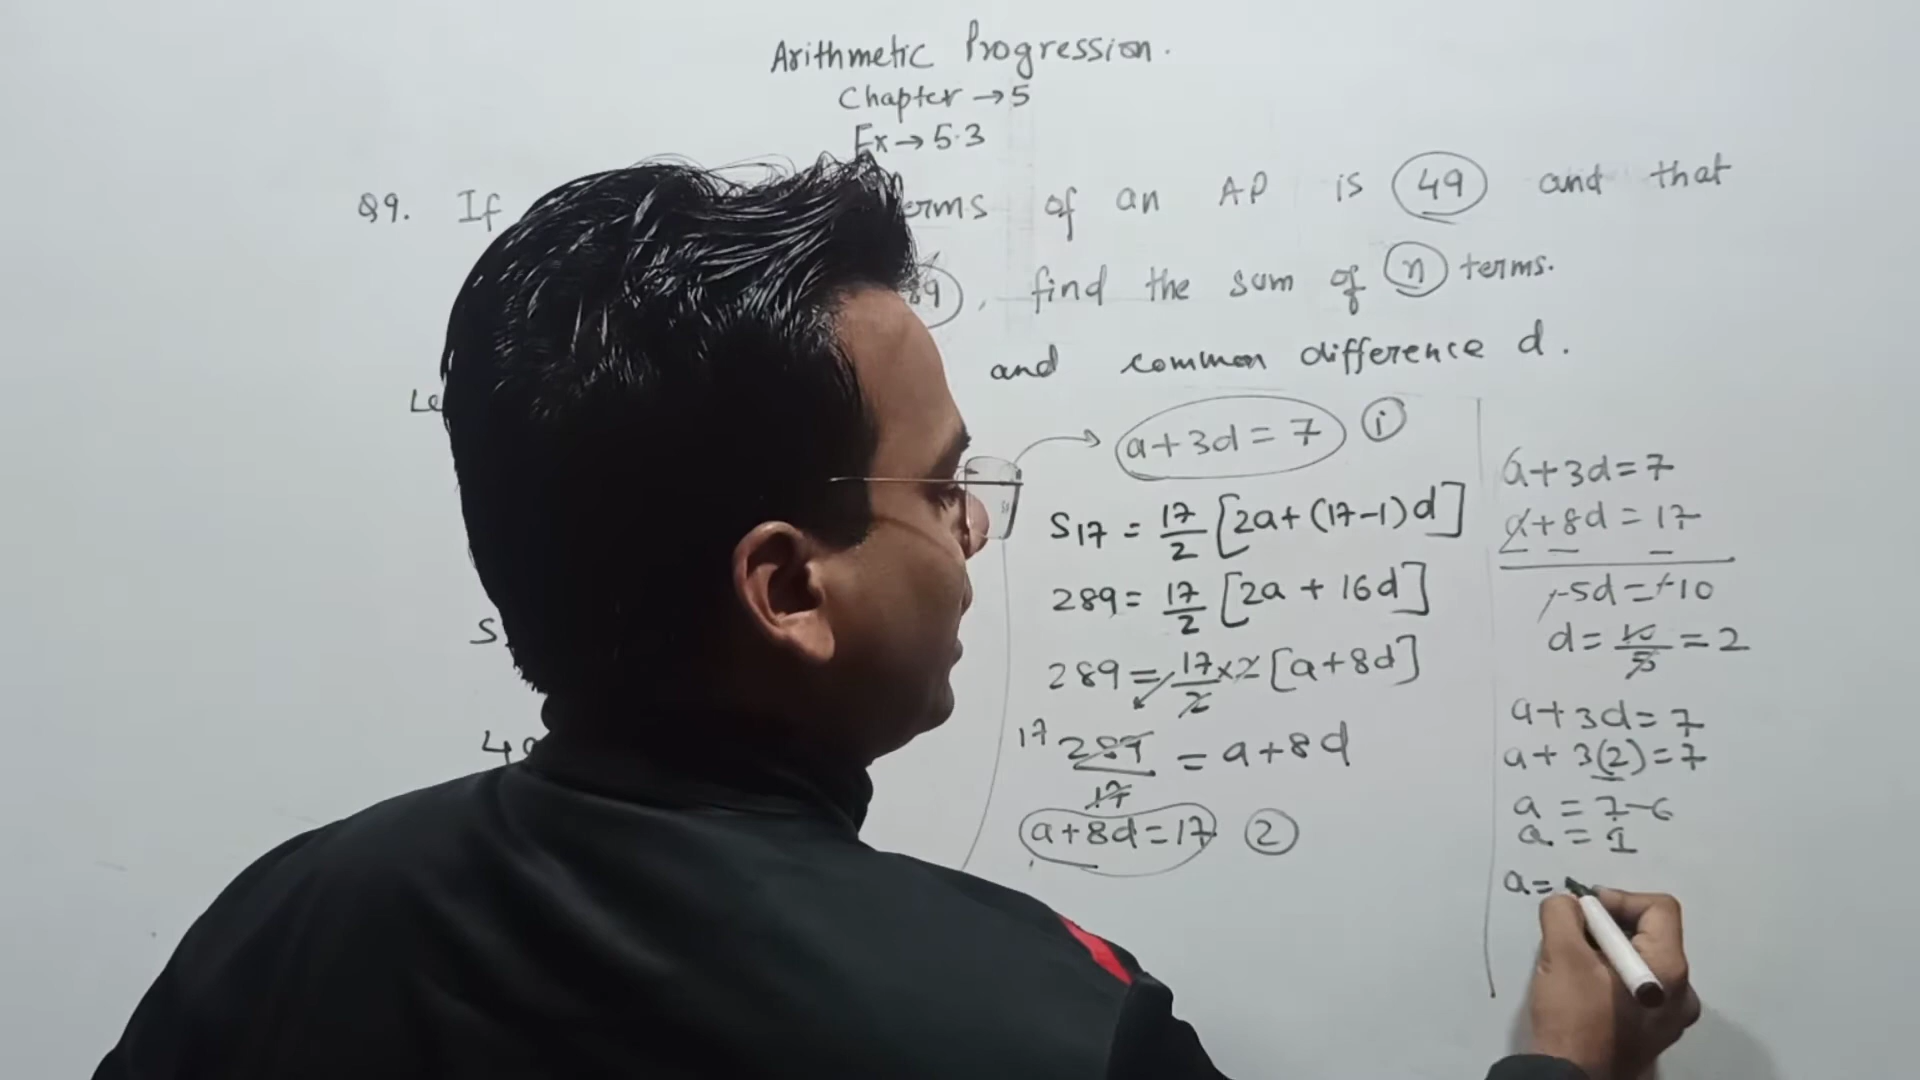 Arithmetic Progression.
Chapter → 5
Ex → 5.3
Q9. If terms of an AP is 49 and that
89, find the sum of n terms.
Le and common difference d.
a+3d=7 i
S17 = 17/2 [2a+(17-1)d]
289 = 17/2 [2a + 16d]
289 = 17/2 ×2 [a+8d]
17 289/17 = a+8d
a+8d=17 2
S
49
a+3d=7
a+8d=17
-5d=-10
d=10/5=2
a+3d=7
a+3(2)=7
a=7-6
a=1
a=